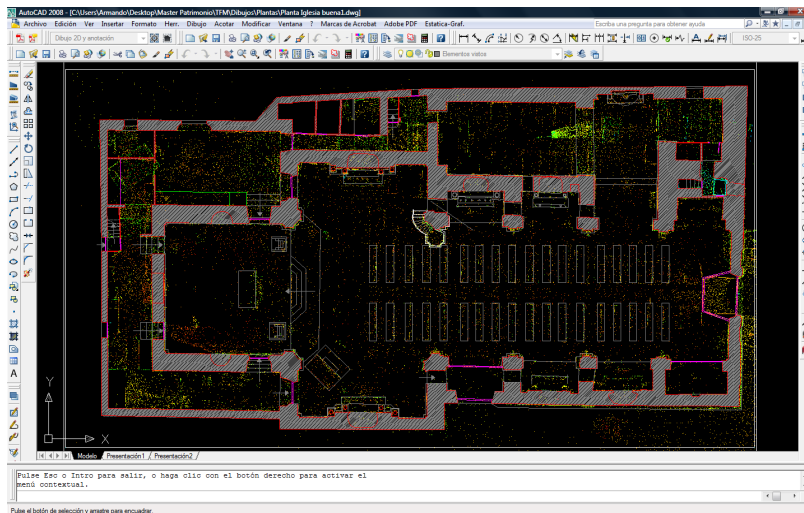 AutoCAD 2008 - [C:\Users\Armando\Desktop\Master Patrimonio\TFM\Dibujos\Plantas\Planta Iglesia buena1.dwg]
Archivo Edición Ver Insertar Formato Herr. Dibujo Acotar Modificar Ventana ? Marcas de Acrobat Adobe PDF Estatica-Graf. Escriba una pregunta para obtener ayuda
Dibujo 2D y anotación ISO-25
Elementos vistos
A
Y
X
Modelo Presentación1 Presentación2
Pulse Esc o Intro para salir, o haga clic con el botón derecho para activar el
menú contextual.
Pulse el botón de selección y arrastre para encuadrar.